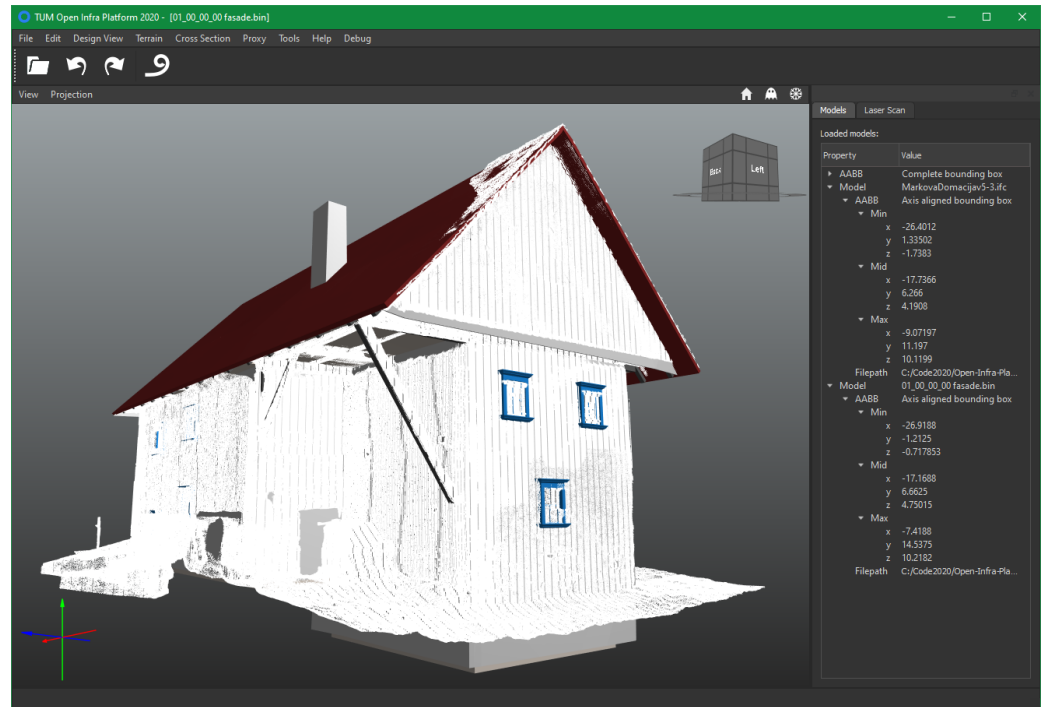 TUM Open Infra Platform 2020 - [01_00_00_00 fasade.bin]
File Edit Design View Terrain Cross Section Proxy Tools Help Debug
View Projection
Models Laser Scan
Loaded models:
Property Value
AABB Complete bounding box
Model MarkovaDomacijav5-3.ifc
AABB Axis aligned bounding box
Min
x -26.4012
y 1.33502
z -1.7383
Mid
x -17.7366
y 6.266
z 4.1908
Max
x -9.07197
y 11.197
z 10.1199
Filepath C:/Code2020/Open-Infra-Pla...
Model 01_00_00_00 fasade.bin
AABB Axis aligned bounding box
Min
x -26.9188
y -1.2125
z -0.717853
Mid
x -17.1688
y 6.6625
z 4.75015
Max
x -7.4188
y 14.5375
z 10.2182
Filepath C:/Code2020/Open-Infra-Pla...
Back Left